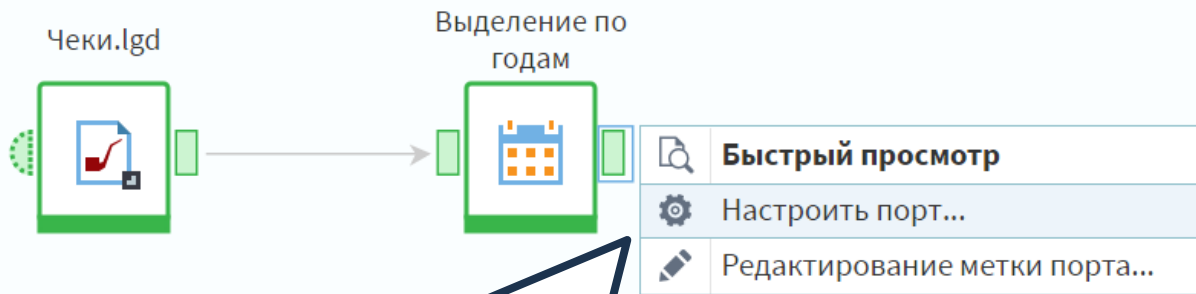 Чеки.lgd
Выделение по
годам
Быстрый просмотр
Настроить порт...
Редактирование метки порта...